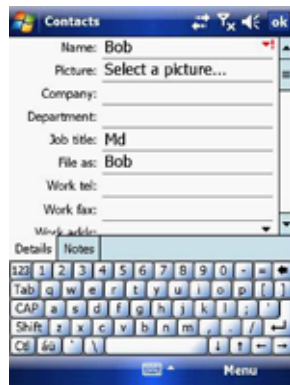 Contacts ok
Name: Bob
Picture: Select a picture...
Company:
Department:
Job title: Md
File as: Bob
Work tel:
Work fax:
Work addr:
Details Notes
123 1 2 3 4 5 6 7 8 9 0 - =
Tab q w e r t y u i o p [ ]
CAP a s d f g h j k l ; '
Shift z x c v b n m , . /
Ctl áü ` \
Menu